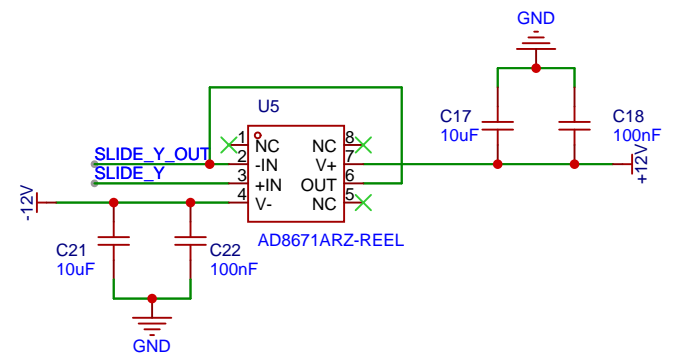 GND
U5
C17
10uF
C18
100nF
1
NC
NC
8
SLIDE_Y_OUT
2
-IN
V+
7
SLIDE_Y
3
+IN
OUT
6
4
V-
NC
5
+12V
-12V
AD8671ARZ-REEL
C21
10uF
C22
100nF
GND